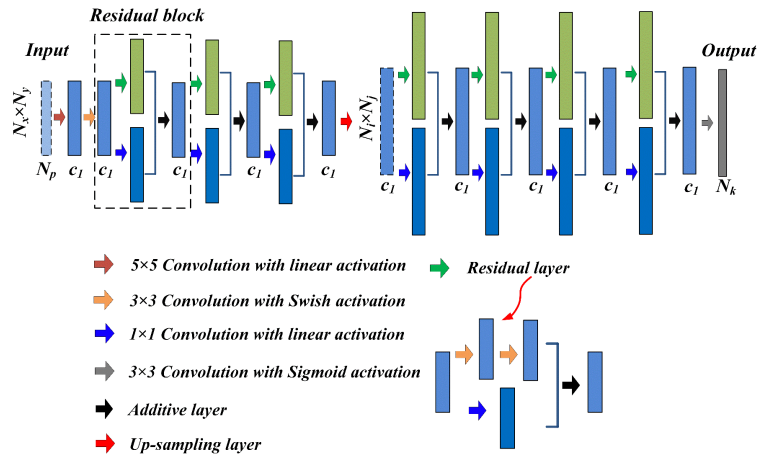 Residual block
Input
Output
Nx×Ny
Ni×Nj
Np c1 c1 c1 c1 c1
c1 c1 c1 c1 c1 Nk
5×5 Convolution with linear activation
3×3 Convolution with Swish activation
1×1 Convolution with linear activation
3×3 Convolution with Sigmoid activation
Additive layer
Up-sampling layer
Residual layer